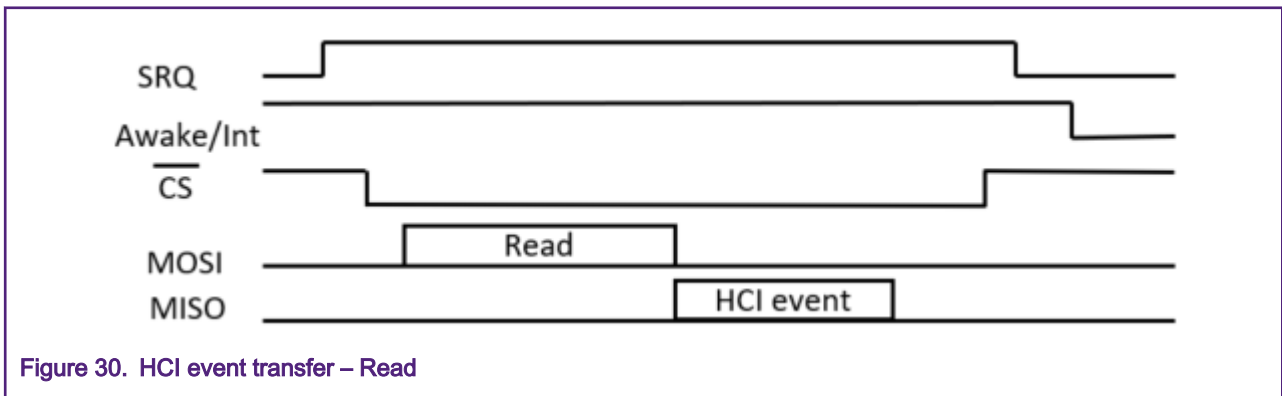 SRQ
Awake/Int
CS
MOSI
Read
MISO
HCI event
Figure 30. HCI event transfer – Read